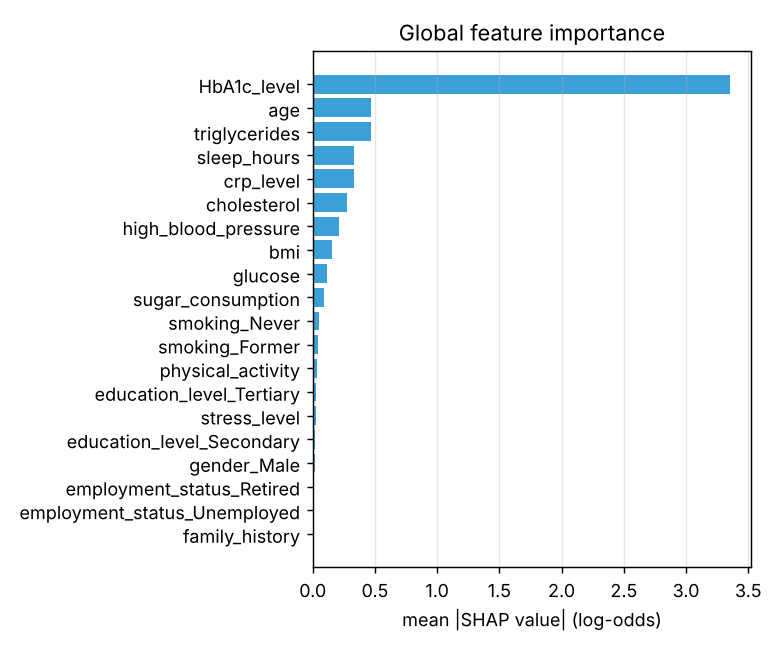 Global feature importance
HbA1c_level
age
triglycerides
sleep_hours
crp_level
cholesterol
high_blood_pressure
bmi
glucose
sugar_consumption
smoking_Never
smoking_Former
physical_activity
education_level_Tertiary
stress_level
education_level_Secondary
gender_Male
employment_status_Retired
employment_status_Unemployed
family_history
0.0 0.5 1.0 1.5 2.0 2.5 3.0 3.5
mean |SHAP value| (log-odds)